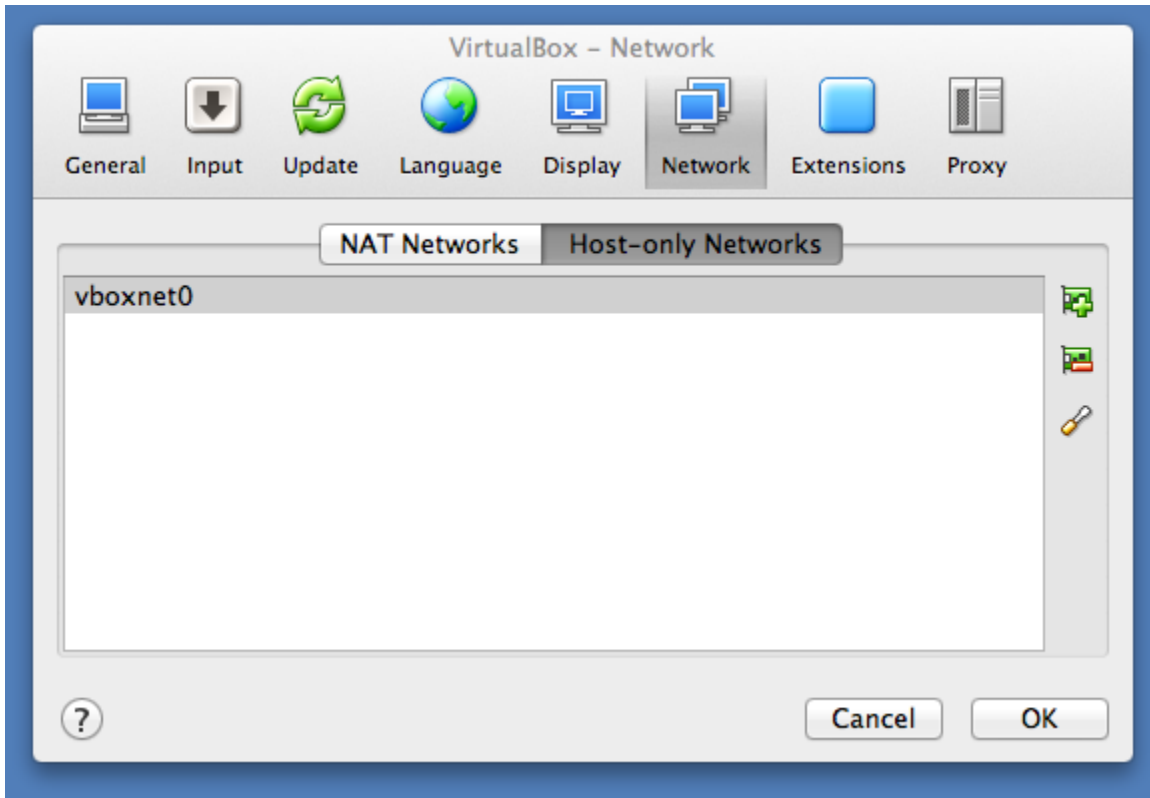 VirtualBox – Network
General Input Update Language Display Network Extensions Proxy
NAT Networks Host-only Networks
vboxnet0
? Cancel OK